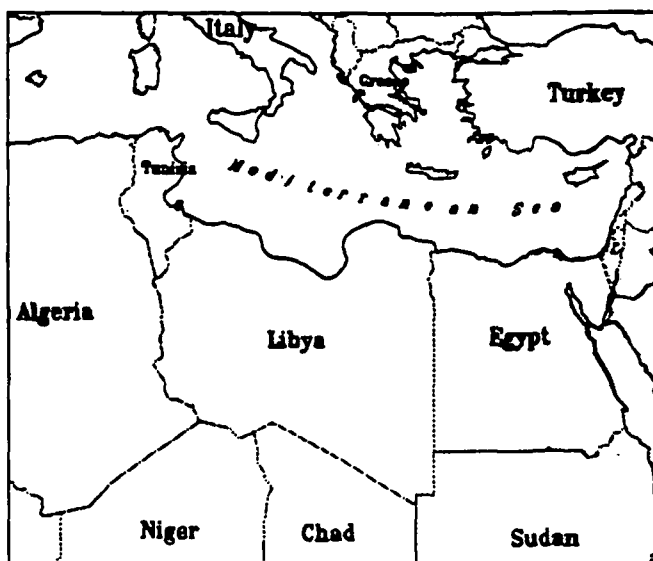 Italy
Greece
Turkey
Tunisia
Mediterranean Sea
Algeria
Libya
Egypt
Niger
Chad
Sudan